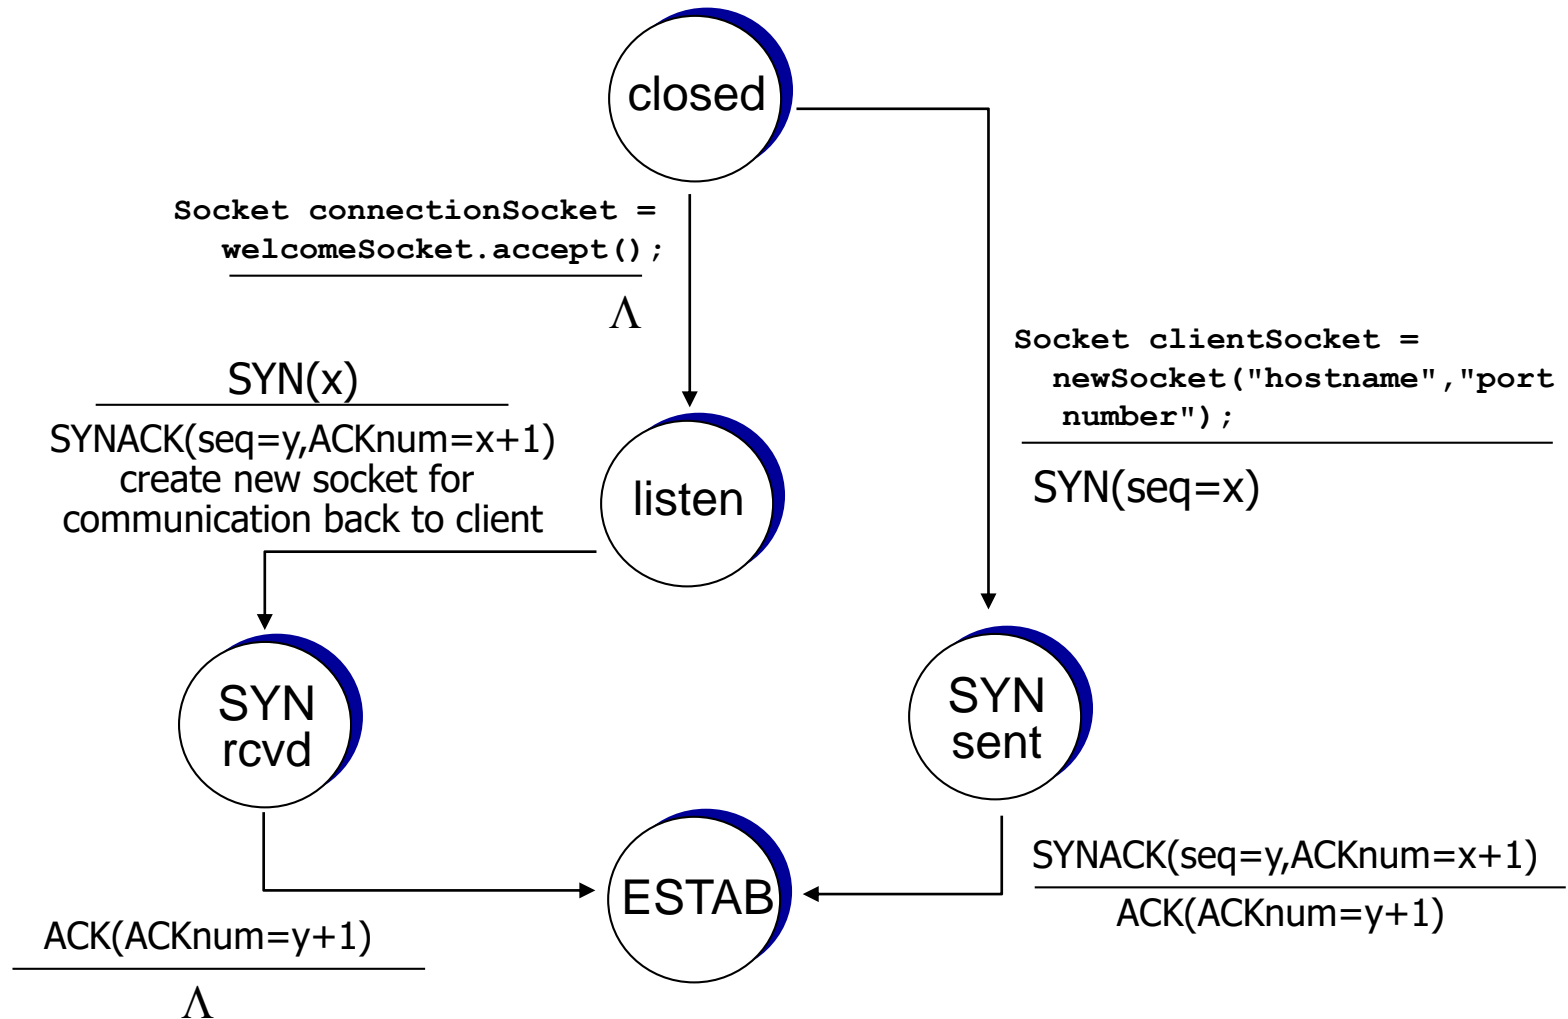 closed
Socket connectionSocket =
welcomeSocket.accept();
Λ
Socket clientSocket =
newSocket("hostname","port
number");
SYN(seq=x)
SYN(x)
SYNACK(seq=y,ACKnum=x+1)
create new socket for
communication back to client
listen
SYN
rcvd
SYN
sent
ESTAB
SYNACK(seq=y,ACKnum=x+1)
ACK(ACKnum=y+1)
ACK(ACKnum=y+1)
Λ